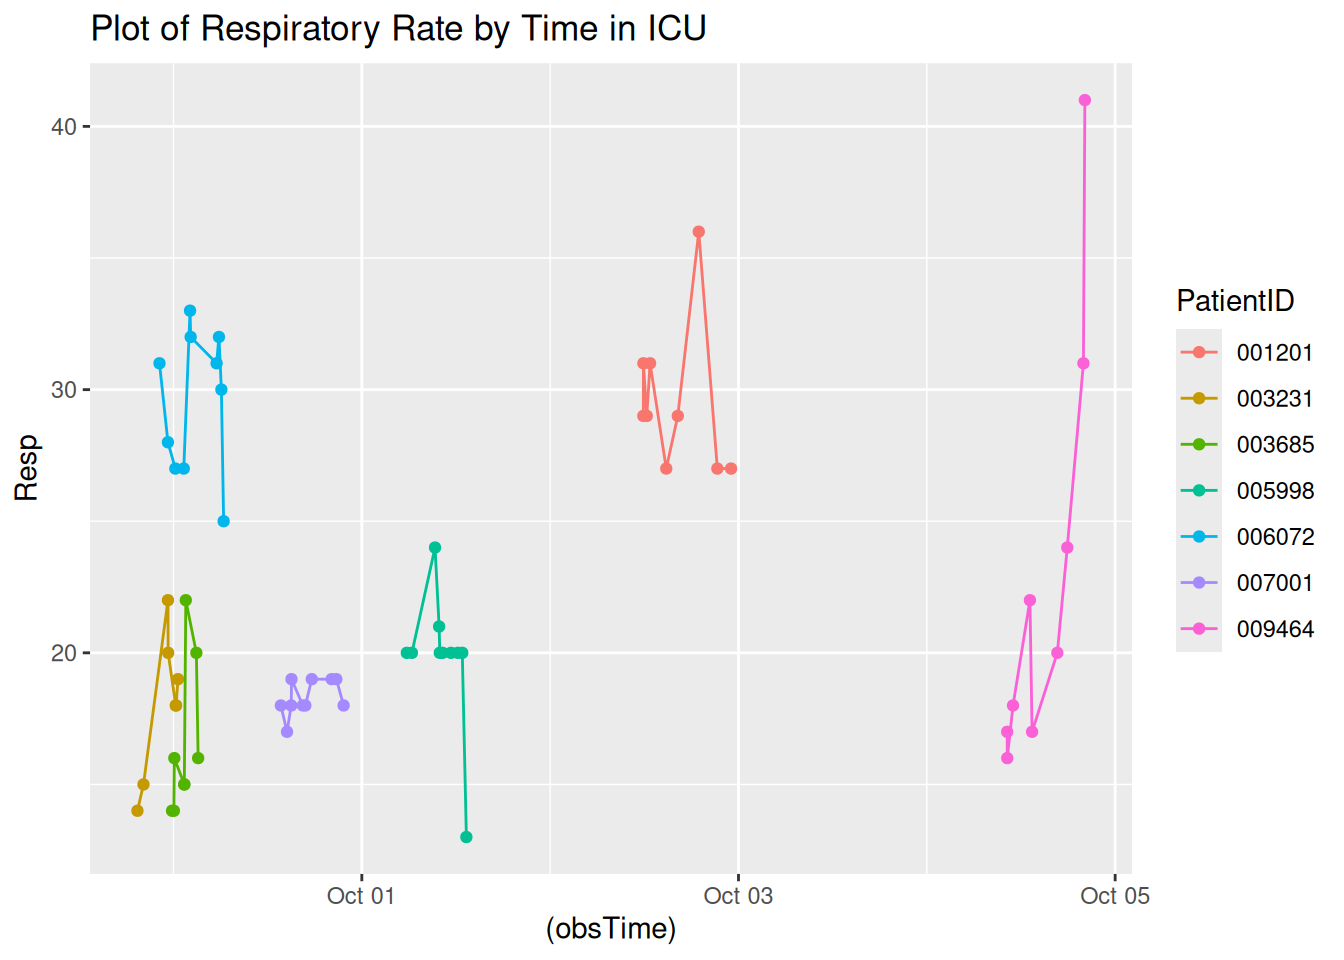 Plot of Respiratory Rate by Time in ICU
40
30
20
Resp
Oct 01
Oct 03
Oct 05
(obsTime)
PatientID
001201
003231
003685
005998
006072
007001
009464